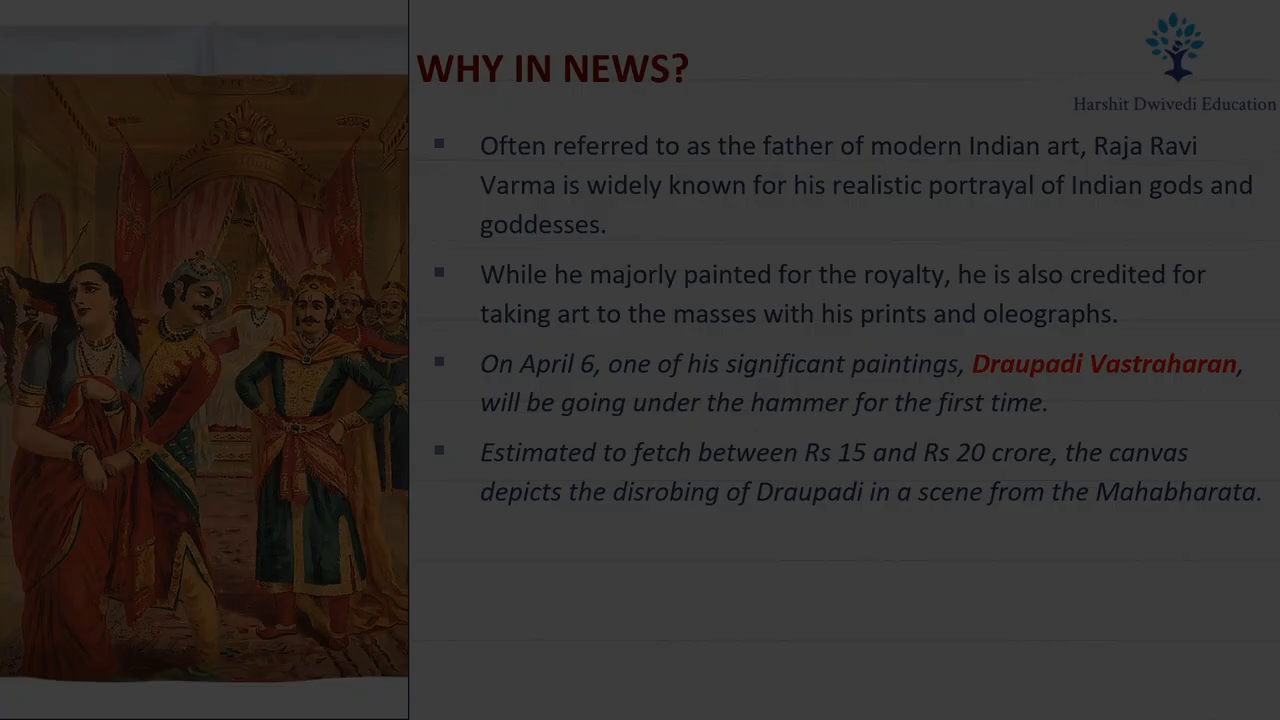 WHY IN NEWS?
Harshit Dwivedi Education
Often referred to as the father of modern Indian art, Raja Ravi
Varma is widely known for his realistic portrayal of Indian gods and
goddesses.
While he majorly painted for the royalty, he is also credited for
taking art to the masses with his prints and oleographs.
On April 6, one of his significant paintings, Draupadi Vastraharan,
will be going under the hammer for the first time.
Estimated to fetch between Rs 15 and Rs 20 crore, the canvas
depicts the disrobing of Draupadi in a scene from the Mahabharata.